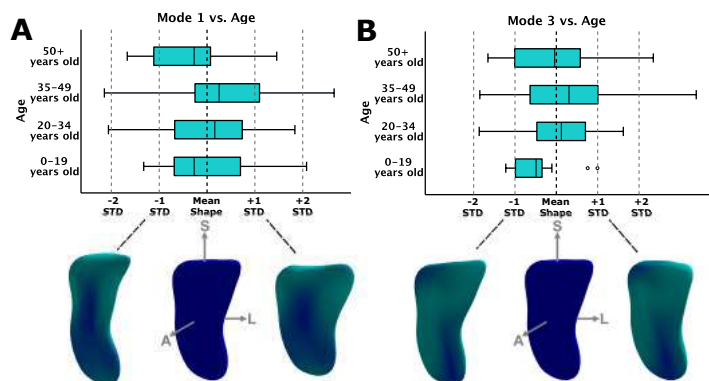 A
Mode 1 vs. Age
Age
50+
years old
35-49
years old
20-34
years old
0-19
years old
-2
STD
-1
STD
Mean
Shape
+1
STD
+2
STD
S
A
L
B
Mode 3 vs. Age
Age
50+
years old
35-49
years old
20-34
years old
0-19
years old
-2
STD
-1
STD
Mean
Shape
+1
STD
+2
STD
S
A
L